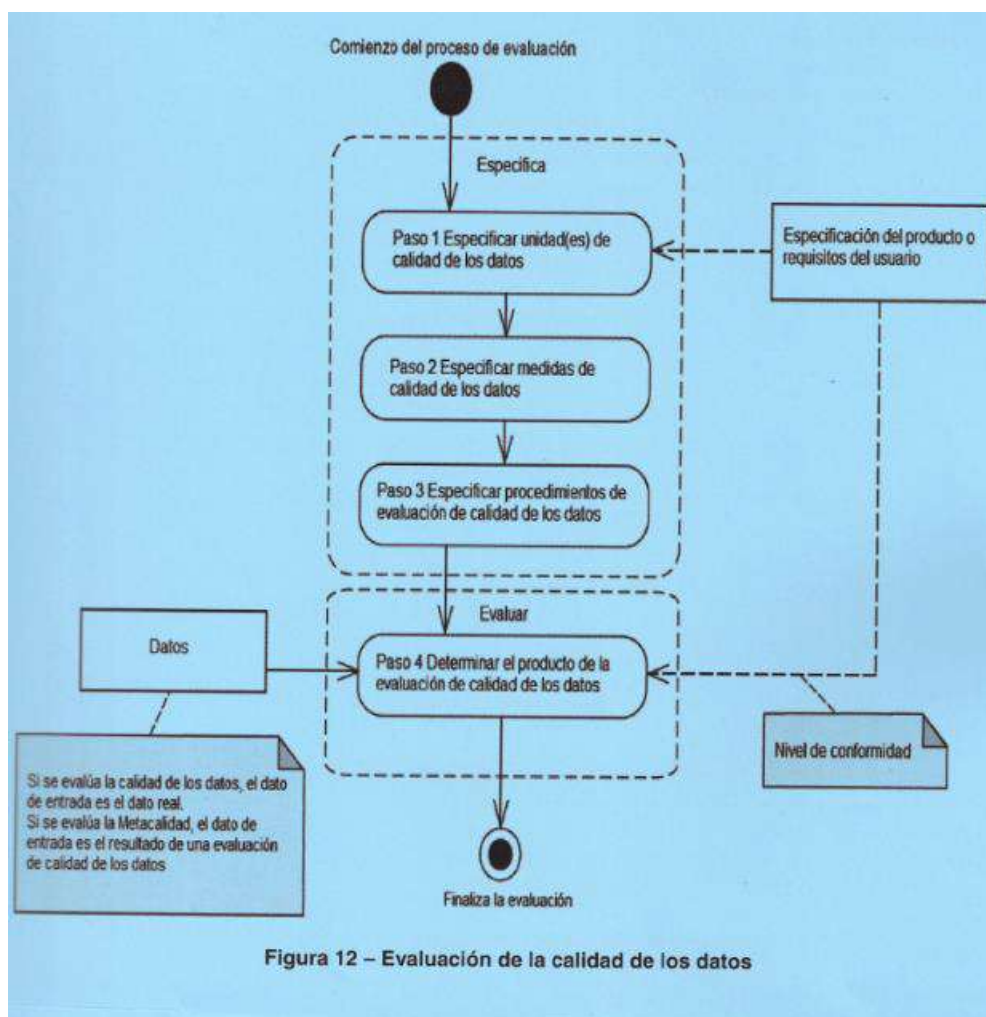 Comienzo del proceso de evaluación
Especifica
Paso 1 Especificar unidad(es) de
calidad de los datos
Especificación del producto o
requisitos del usuario
Paso 2 Especificar medidas de
calidad de los datos
Paso 3 Especificar procedimientos de
evaluación de calidad de los datos
Evaluar
Datos
Paso 4 Determinar el producto de la
evaluación de calidad de los datos
Nivel de conformidad
Si se evalúa la calidad de los datos, el dato
de entrada es el dato real.
Si se evalúa la Metacalidad, el dato de
entrada es el resultado de una evaluación
de calidad de los datos
Finaliza la evaluación
Figura 12 – Evaluación de la calidad de los datos